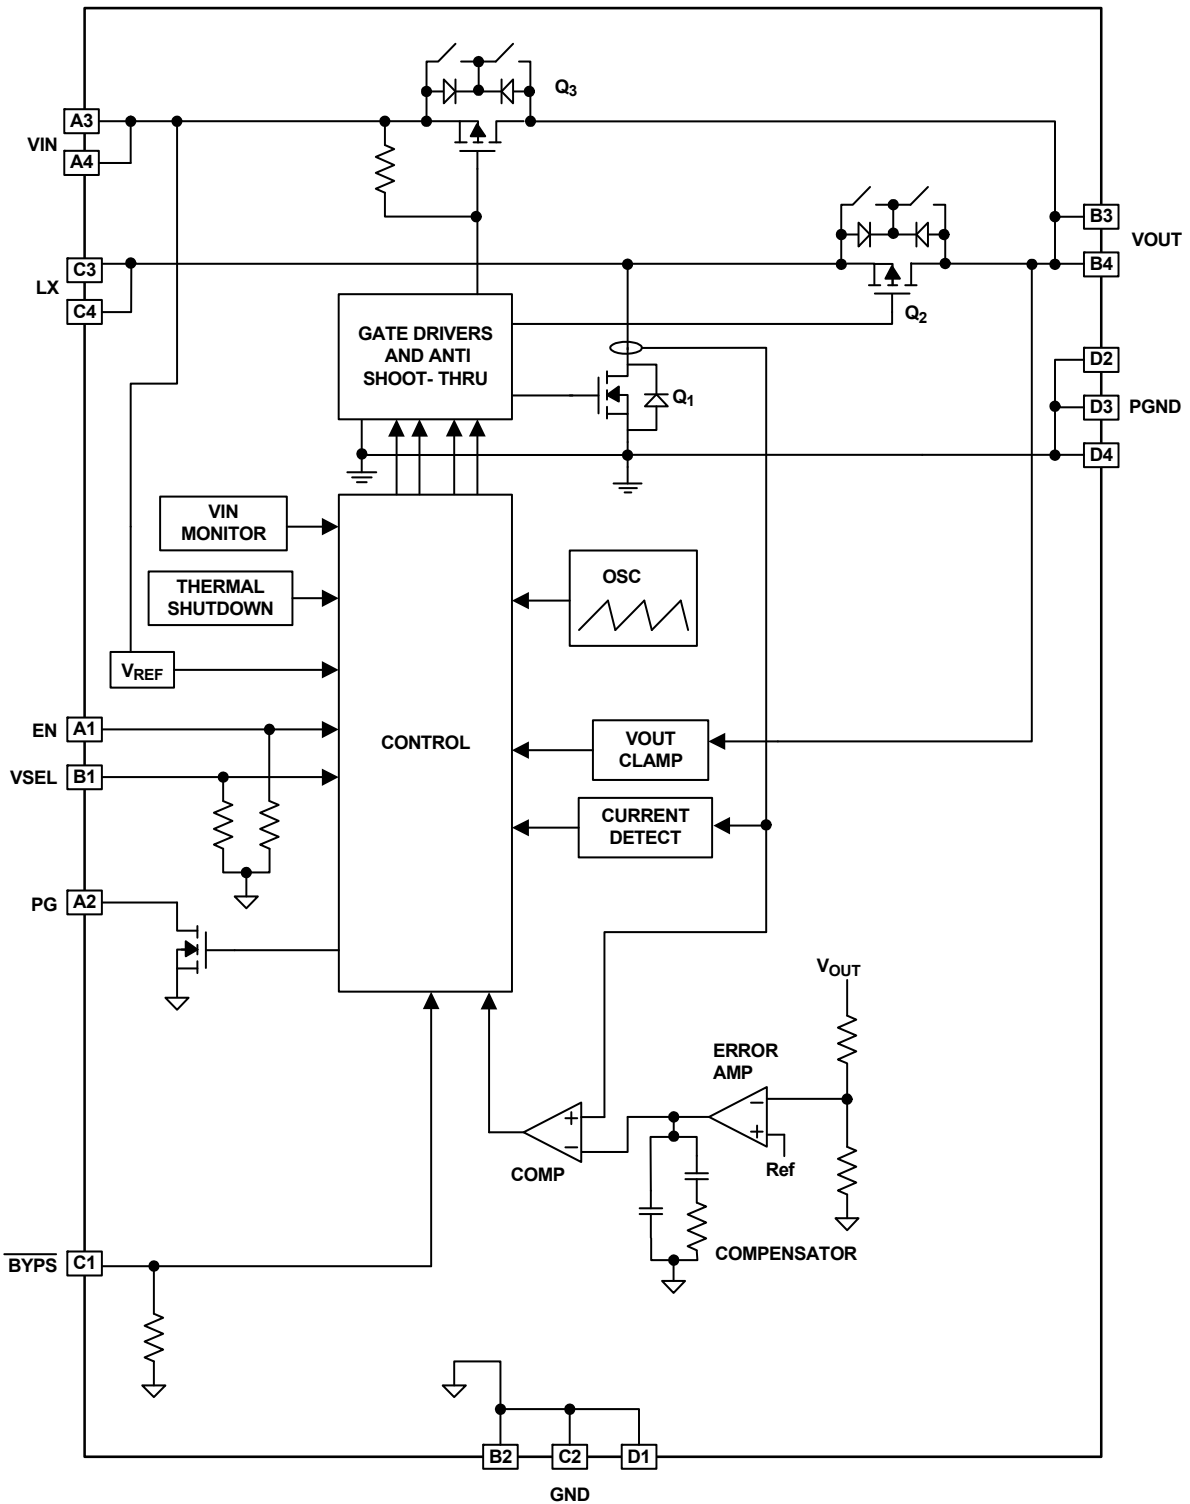 Q3
A3
VIN
A4
B3
VOUT
B4
C3
LX
C4
Q2
GATE DRIVERS
AND ANTI
SHOOT- THRU
Q1
D2
D3
PGND
D4
VIN
MONITOR
OSC
THERMAL
SHUTDOWN
VREF
EN
A1
CONTROL
VOUT
CLAMP
VSEL
B1
CURRENT
DETECT
PG
A2
VOUT
ERROR
AMP
−
+
Ref
+
−
COMP
COMPENSATOR
BYPS
C1
B2
C2
D1
GND